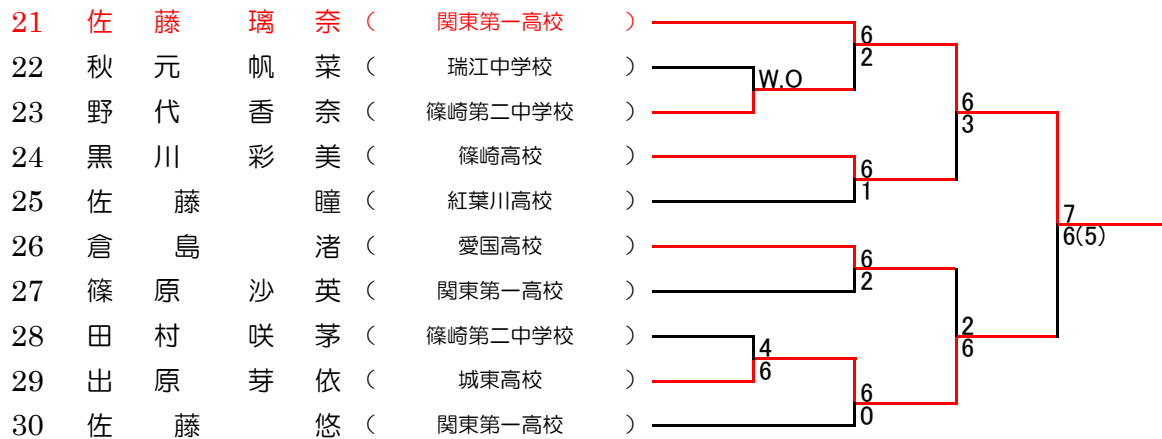 21 佐藤 璃奈 ( 関東第一高校 )
6
2
22 秋元 帆菜 ( 瑞江中学校 )
W.O
23 野代 香奈 ( 篠崎第二中学校 )
6
3
24 黒川 彩美 ( 篠崎高校 )
6
1
25 佐藤 瞳 ( 紅葉川高校 )
7
6(5)
26 倉島 渚 ( 愛国高校 )
6
2
27 篠原 沙英 ( 関東第一高校 )
2
6
28 田村 咲茅 ( 篠崎第二中学校 )
4
6
29 出原 芽依 ( 城東高校 )
6
0
30 佐藤 悠 ( 関東第一高校 )